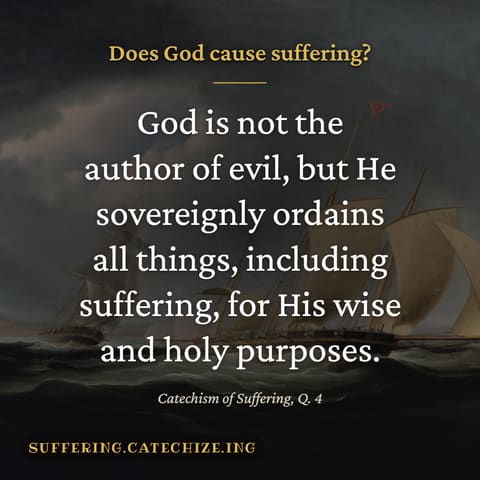 Does God cause suffering?
God is not the
author of evil, but He
sovereignly ordains
all things, including
suffering, for His wise
and holy purposes.
Catechism of Suffering, Q. 4
SUFFERING.CATECHIZE.ING